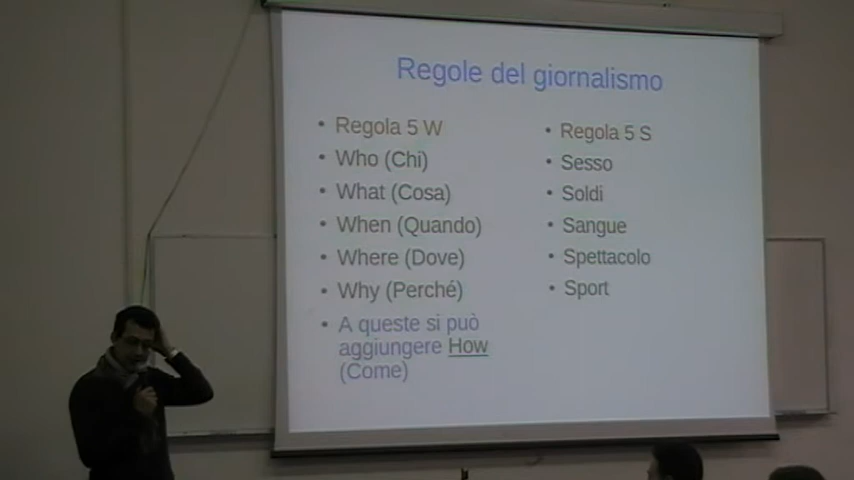 Regole del giornalismo
• Regola 5 W
• Who (Chi)
• What (Cosa)
• When (Quando)
• Where (Dove)
• Why (Perché)
• A queste si può
aggiungere How
(Come)
• Regola 5 S
• Sesso
• Soldi
• Sangue
• Spettacolo
• Sport